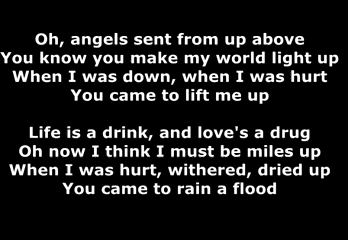 Oh, angels sent from up above
You know you make my world light up
When I was down, when I was hurt
You came to lift me up
Life is a drink, and love's a drug
Oh now I think I must be miles up
When I was hurt, withered, dried up
You came to rain a flood